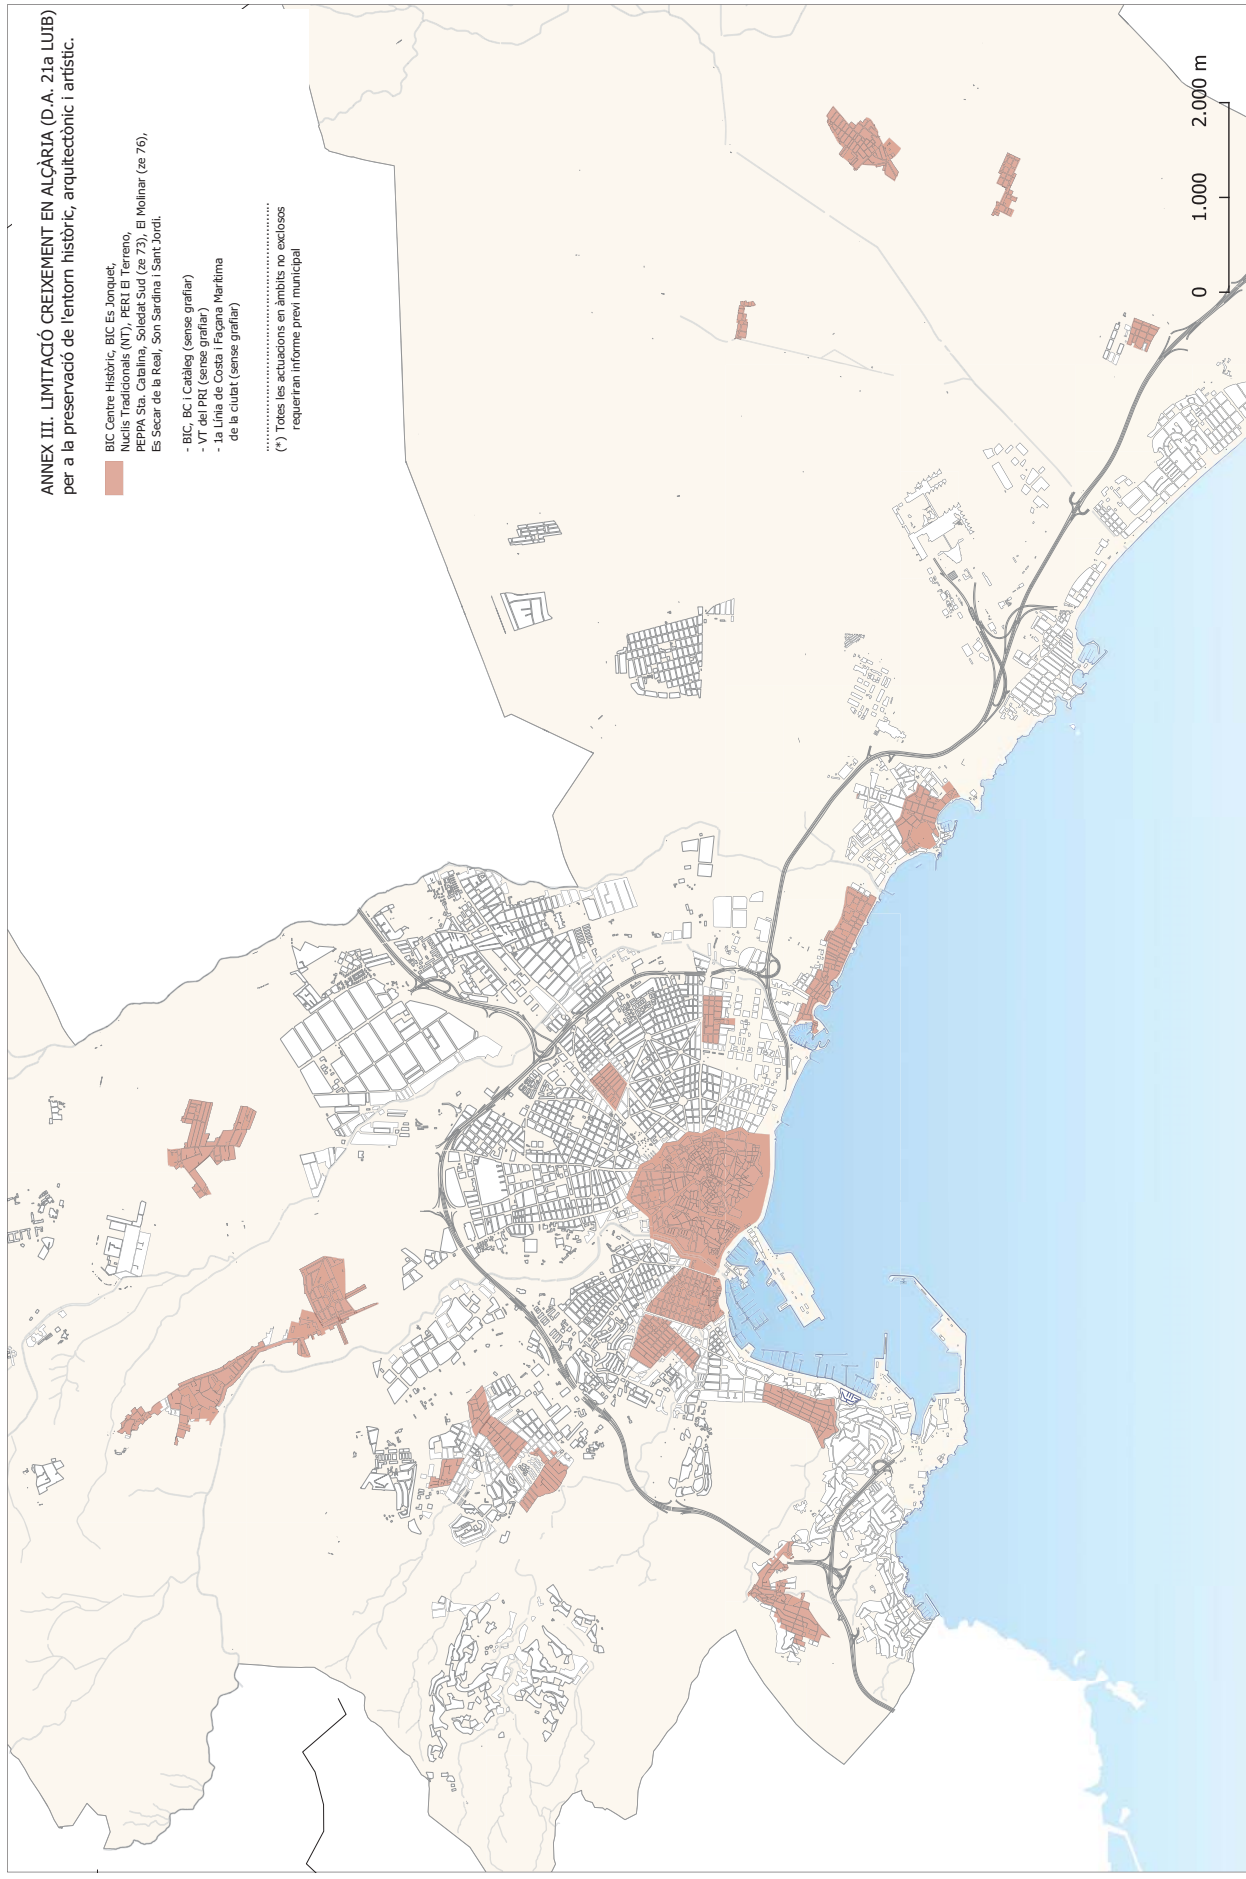 ANNEX III. LIMITACIÓ CREIXEMENT EN ALÇÀRIA (D.A. 21a LUIB)
per a la preservació de l'entorn històric, arquitectònic i artístic.
BIC Centre Històric, BIC Es Jonquet,
Nuclis Tradicionals (NT), PERI El Terreno,
PEPPA Sta. Catalina, Soledat Sud (ze 73), El Molinar (ze 76),
Es Secar de la Real, Son Sardina i Sant Jordi.
- BIC, BC i Catàleg (sense grafiar)
- VT del PRI (sense grafiar)
- 1a Línia de Costa i Façana Marítima
de la ciutat (sense grafiar)
(*) Totes les actuacions en àmbits no exclosos
requeriran informe previ municipal
0 1.000 2.000 m